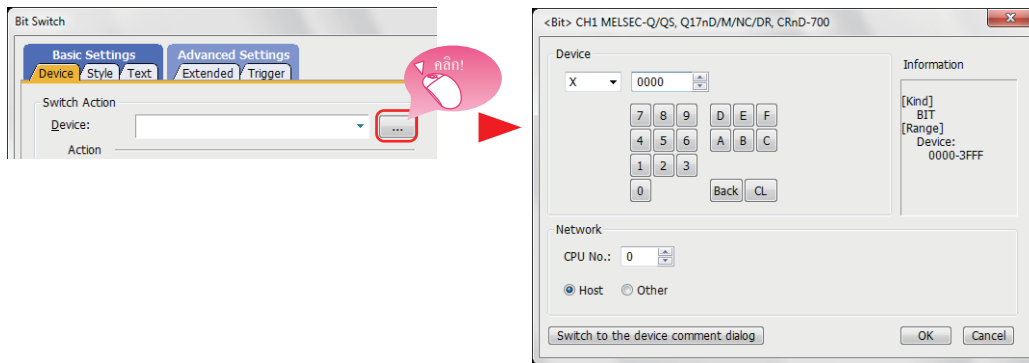 Bit Switch
Basic Settings
Advanced Settings
Device
Style
Text
Extended
Trigger
Switch Action
Device:
...
Action
คลิก!
<Bit> CH1 MELSEC-Q/QS, Q17nD/M/NC/DR, CRnD-700
Device
X
0000
7 8 9 D E F
4 5 6 A B C
1 2 3
0 Back CL
Information
[Kind]
BIT
[Range]
Device:
0000-3FFF
Network
CPU No.: 0
Host Other
Switch to the device comment dialog
OK Cancel